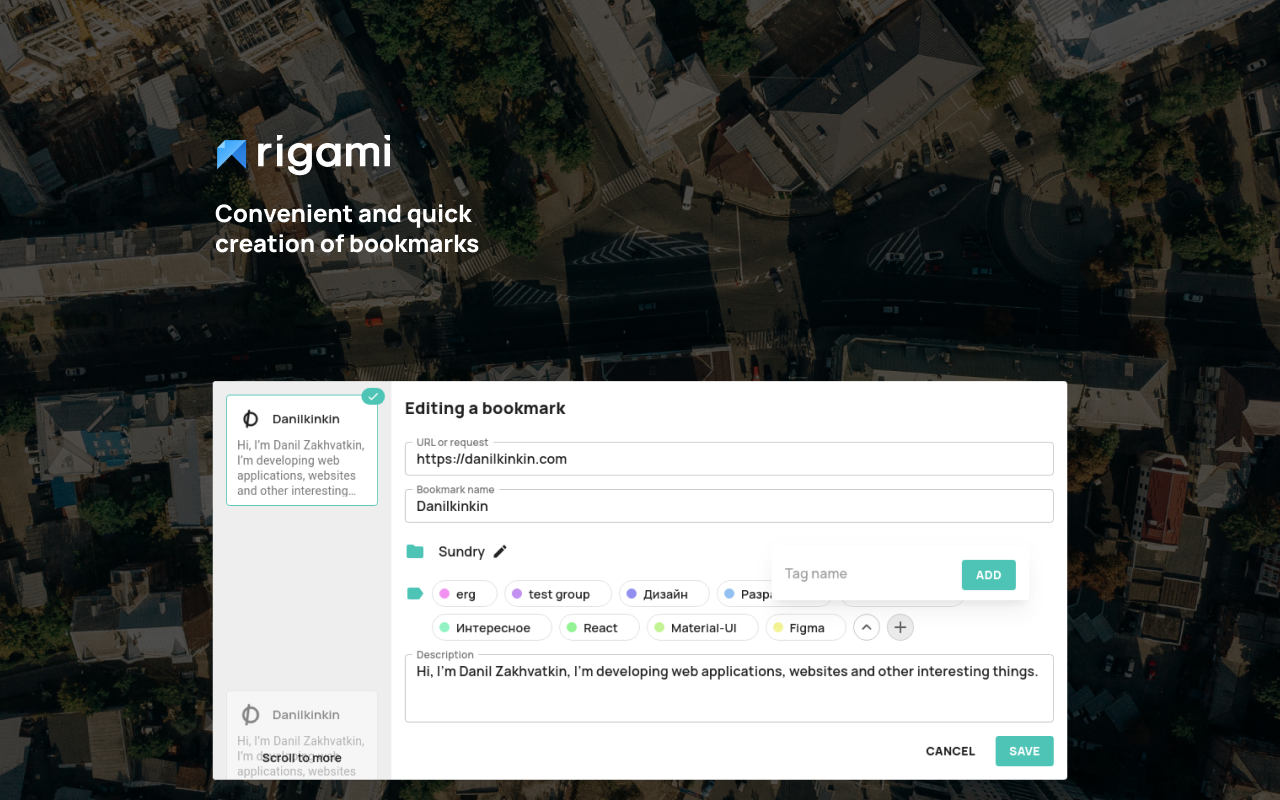 rigami
Convenient and quick
creation of bookmarks
Danilkinkin
Hi, I'm Danil Zakhvatkin,
I'm developing web
applications, websites
and other interesting...
Danilkinkin
Hi, I'm Danil Zakhvatkin,
I'm developing web
Scroll to more
applications, websites
Editing a bookmark
URL or request
https://danilkinkin.com
Bookmark name
Danilkinkin
Sundry
Tag name
ADD
erg
test group
Дизайн
Интересное
React
Material-UI
Figma
Description
Hi, I'm Danil Zakhvatkin, I'm developing web applications, websites and other interesting things.
CANCEL
SAVE